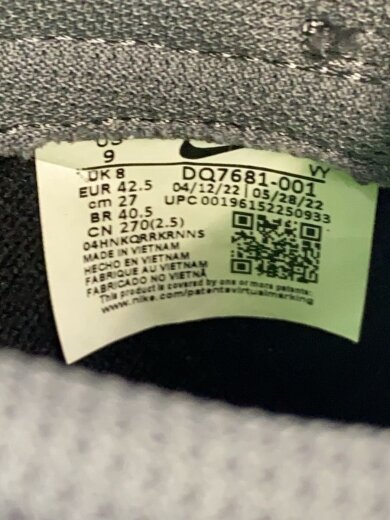 US
9
VY
UK 8
DQ7681-001
EUR 42.5
04/12/22 | 05/28/22
cm 27
UPC 00196152250933
BR 40.5
CN 270(2.5)
04HNKQRRKRNNS
MADE IN VIETNAM
HECHO EN VIETNAM
FABRIQUE AU VIETNAM
FABRICADO NO VIETNÃ
This product is covered by one or more patents:
www.nike.com/patentsvirtualmarking